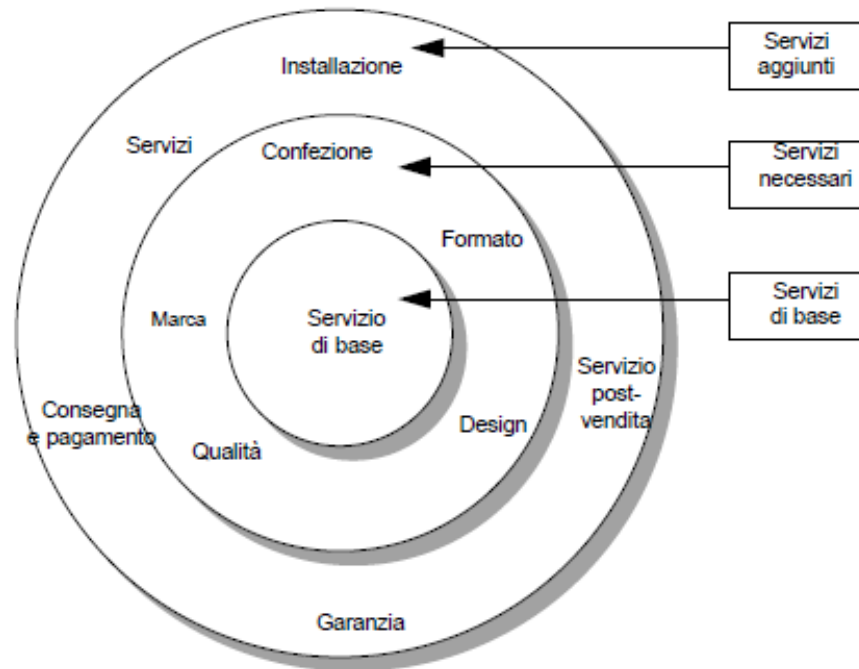 Installazione
Servizi
Confezione
Formato
Marca
Servizio
di base
Consegna
e pagamento
Qualità
Design
Servizio
post-
vendita
Garanzia
Servizi
aggiunti
Servizi
necessari
Servizi
di base